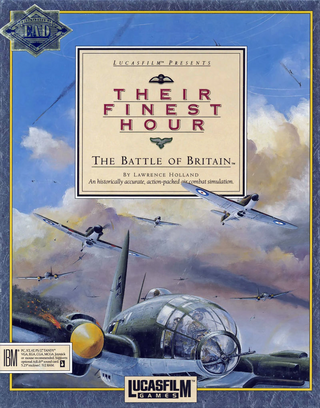 EAD
LUCASFILM™ PRESENTS
THEIR
FINEST
HOUR
THE BATTLE OF BRITAIN™
BY LAWRENCE HOLLAND
An historically accurate, action-packed air combat simulation.
IBM
LUCASFILM
GAMES